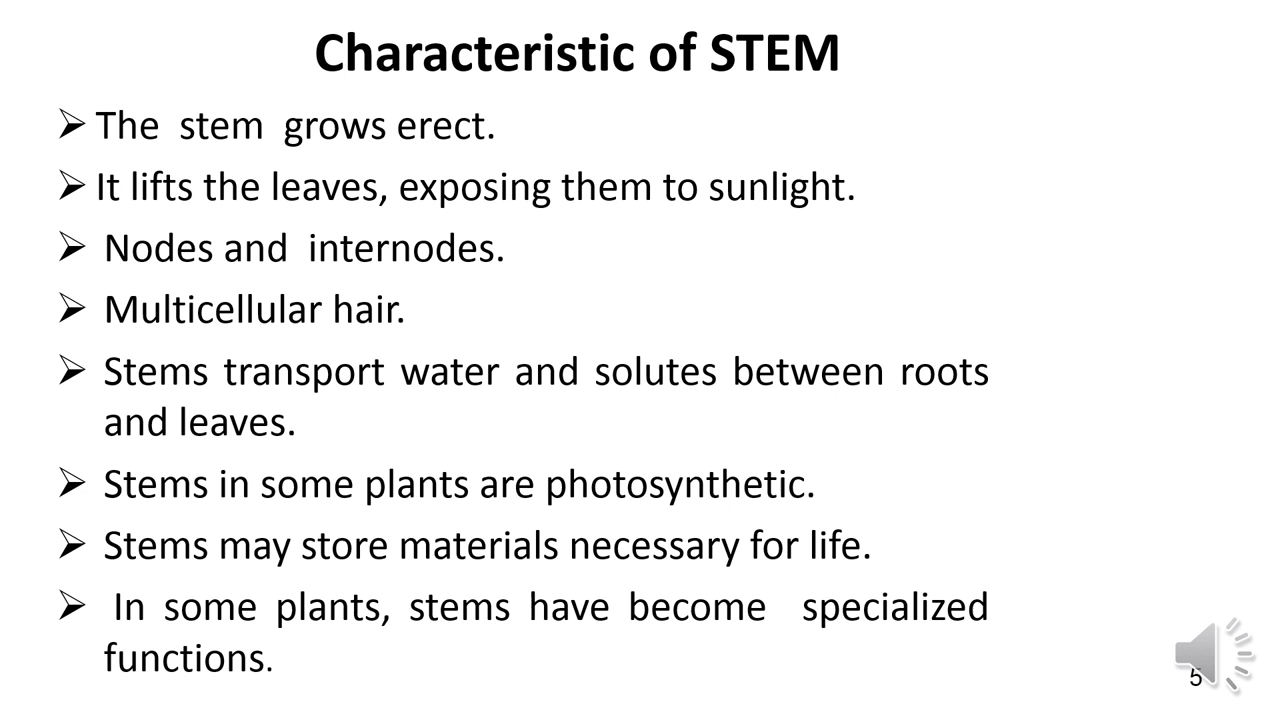 Characteristic of STEM
➢ The stem grows erect.
➢ It lifts the leaves, exposing them to sunlight.
➢ Nodes and internodes.
➢ Multicellular hair.
➢ Stems transport water and solutes between roots
and leaves.
➢ Stems in some plants are photosynthetic.
➢ Stems may store materials necessary for life.
➢ In some plants, stems have become specialized
functions.
5